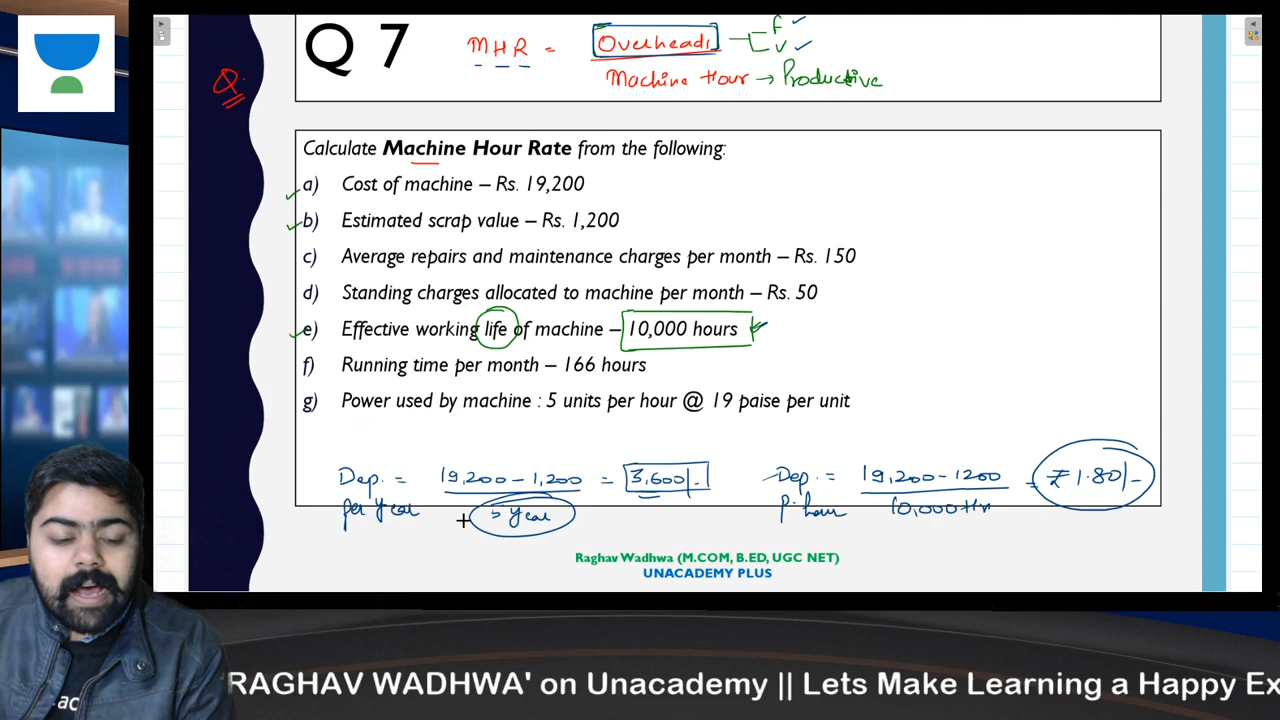 Q 7
MHR = Overheads
f
v
Machine Hour → Productive
Q.
Calculate Machine Hour Rate from the following:
a) Cost of machine – Rs. 19,200
b) Estimated scrap value – Rs. 1,200
c) Average repairs and maintenance charges per month – Rs. 150
d) Standing charges allocated to machine per month – Rs. 50
e) Effective working life of machine – 10,000 hours
f) Running time per month – 166 hours
g) Power used by machine : 5 units per hour @ 19 paise per unit
Dep. = 19,200 – 1,200 = 3,600/-
per year 5 year
Dep. = 19,200 – 1200 = ₹ 1.80/-
p. hour 10,000 Hr
Raghav Wadhwa (M.COM, B.ED, UGC NET)
UNACADEMY PLUS
'RAGHAV WADHWA' on Unacademy || Lets Make Learning a Happy Ex
ac